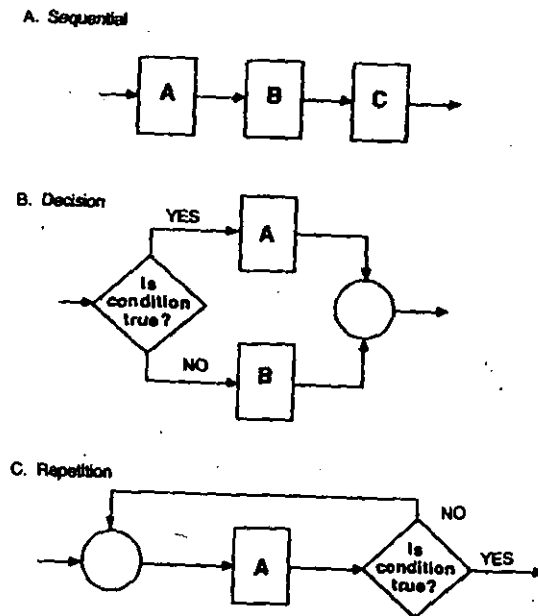 A. Sequential
A B C
B. Decision
YES
A
Is
condition
true?
NO
B
C. Repetition
NO
A
Is
condition
true?
YES